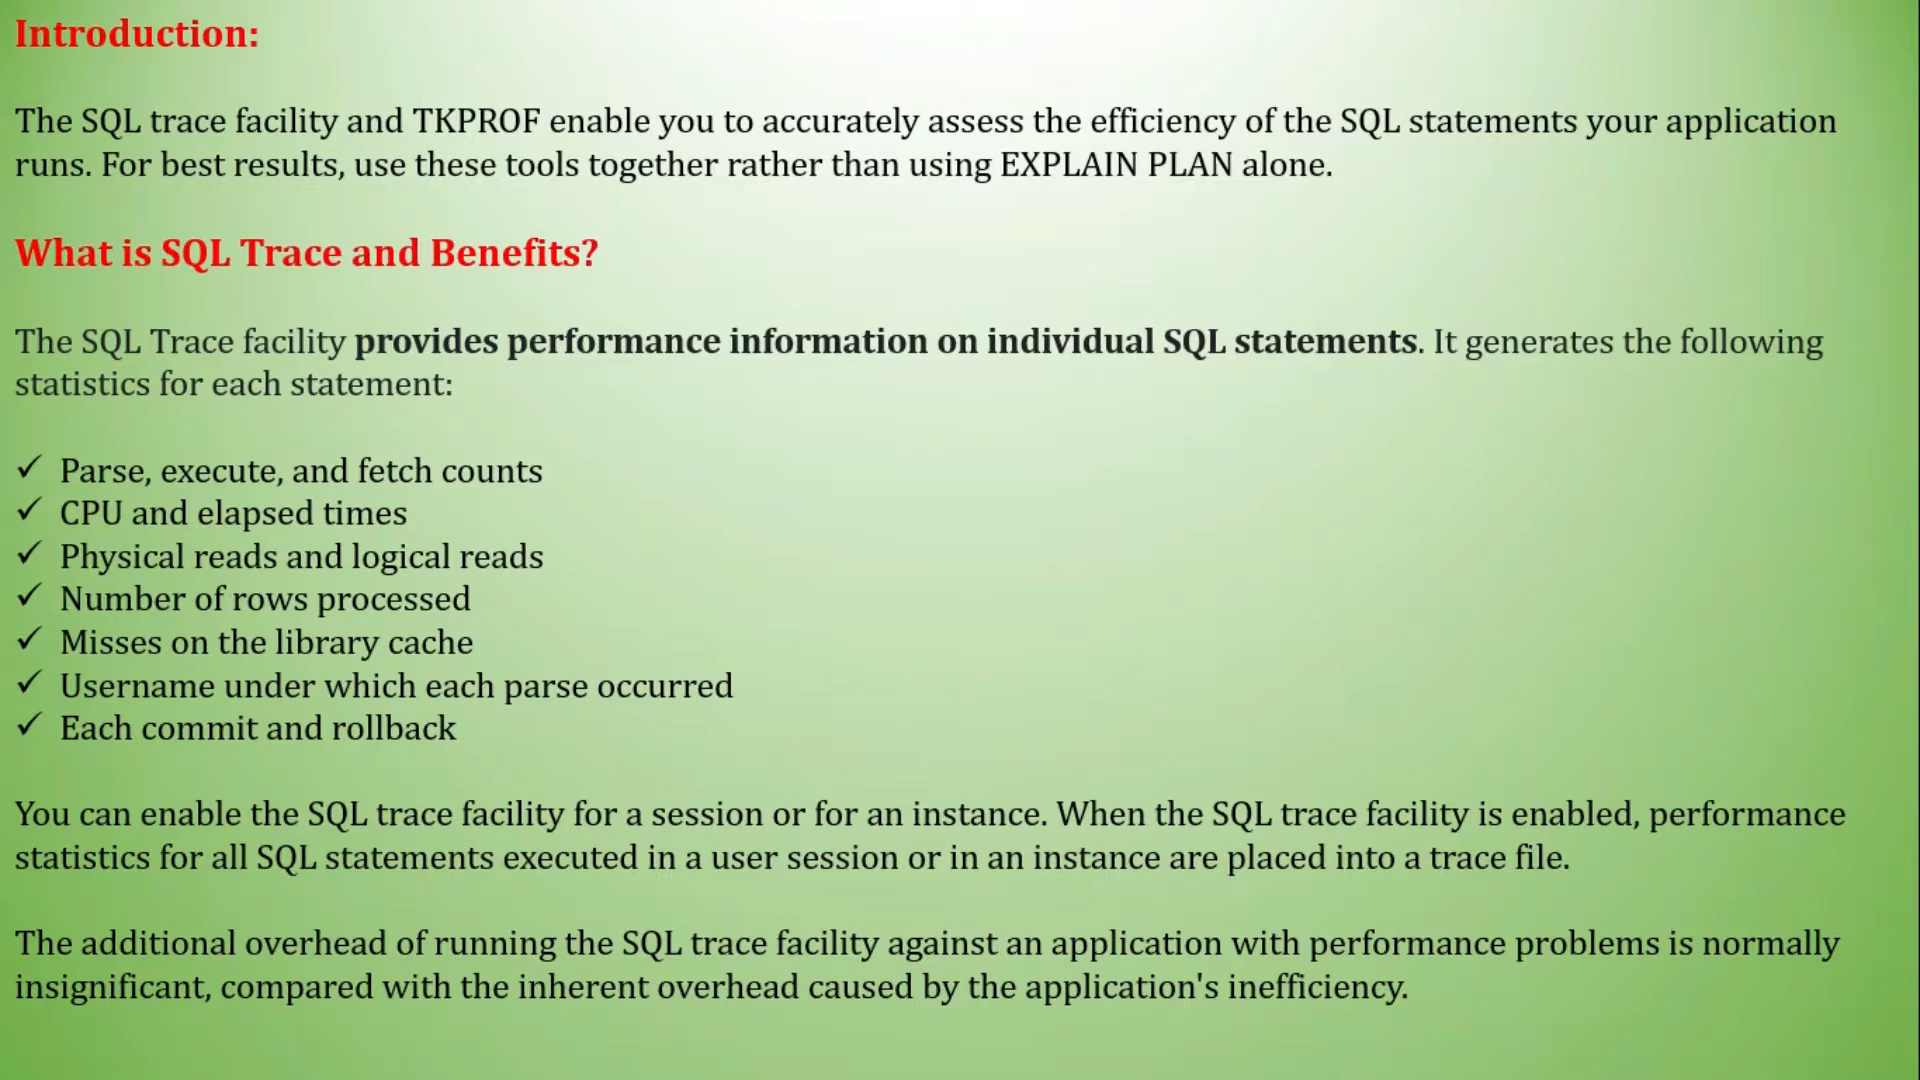 Introduction:
The SQL trace facility and TKPROF enable you to accurately assess the efficiency of the SQL statements your application
runs. For best results, use these tools together rather than using EXPLAIN PLAN alone.
What is SQL Trace and Benefits?
The SQL Trace facility provides performance information on individual SQL statements. It generates the following
statistics for each statement:
✓ Parse, execute, and fetch counts
✓ CPU and elapsed times
✓ Physical reads and logical reads
✓ Number of rows processed
✓ Misses on the library cache
✓ Username under which each parse occurred
✓ Each commit and rollback
You can enable the SQL trace facility for a session or for an instance. When the SQL trace facility is enabled, performance
statistics for all SQL statements executed in a user session or in an instance are placed into a trace file.
The additional overhead of running the SQL trace facility against an application with performance problems is normally
insignificant, compared with the inherent overhead caused by the application's inefficiency.